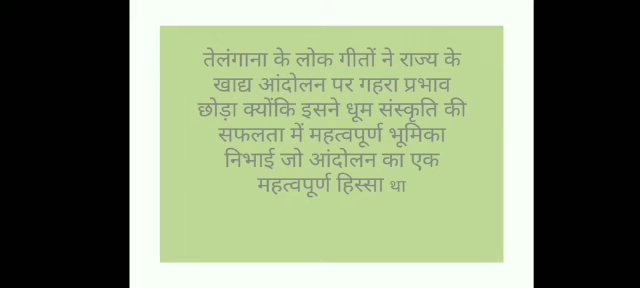 तेलंगाना के लोक गीतों ने राज्य के
खाद्य आंदोलन पर गहरा प्रभाव
छोड़ा क्योंकि इसने धूम संस्कृति की
सफलता में महत्वपूर्ण भूमिका
निभाई जो आंदोलन का एक
महत्वपूर्ण हिस्सा था